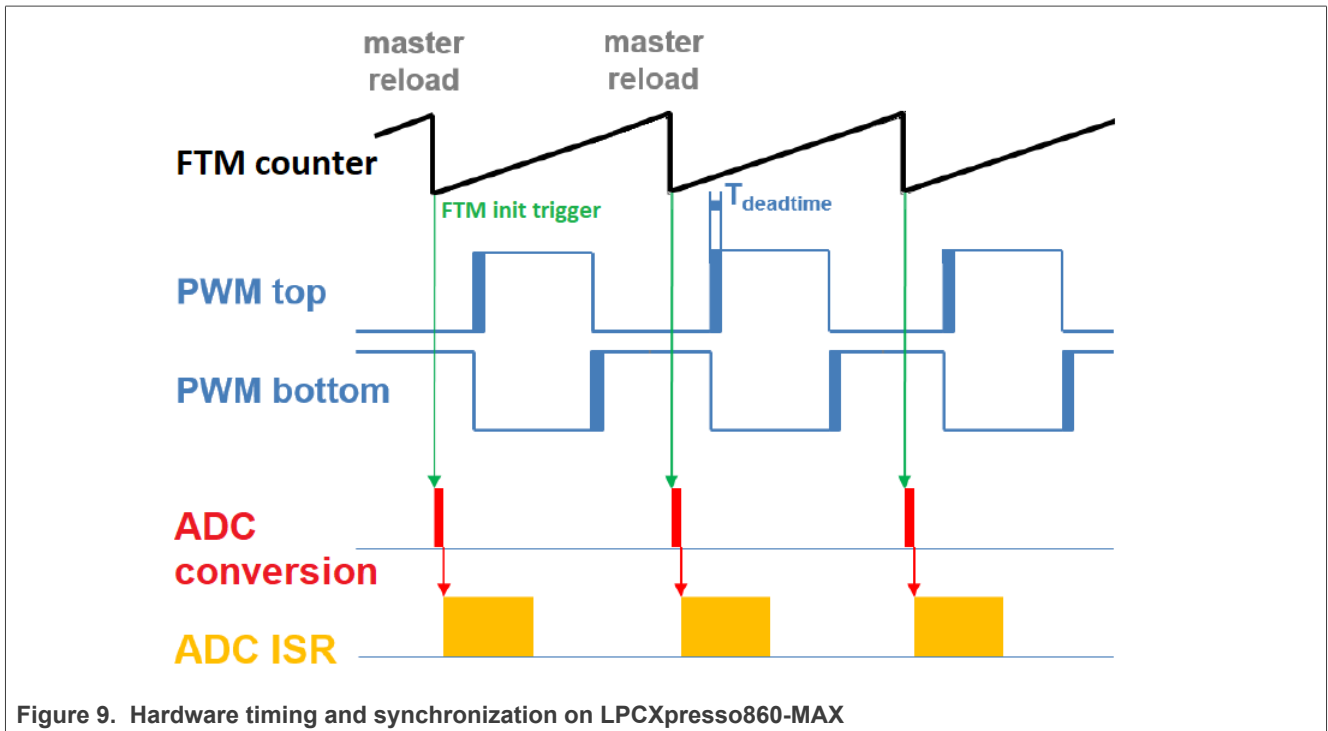 master
reload
master
reload
FTM counter
FTM init trigger
Tdeadtime
PWM top
PWM bottom
ADC
conversion
ADC ISR
Figure 9. Hardware timing and synchronization on LPCXpresso860-MAX